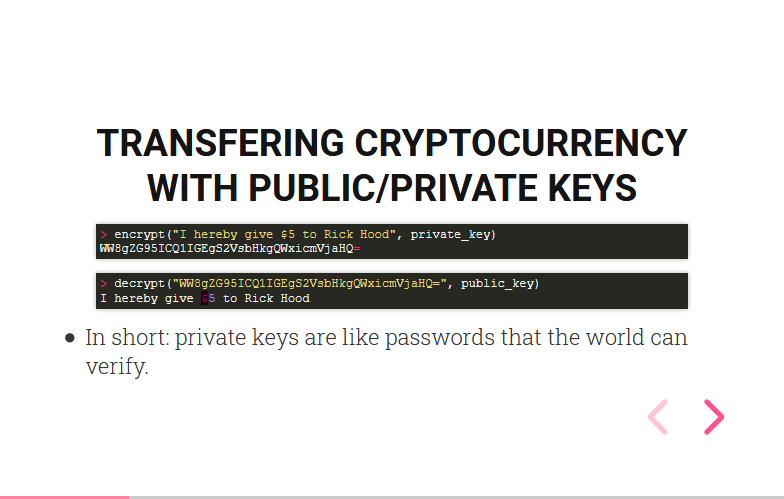 TRANSFERING CRYPTOCURRENCY
WITH PUBLIC/PRIVATE KEYS
> encrypt("I hereby give $5 to Rick Hood", private_key)
WW8gZG95ICQ1IGEgS2VsbHkgQWxicmVjaHQ=
> decrypt("WW8gZG95ICQ1IGEgS2VsbHkgQWxicmVjaHQ=", public_key)
I hereby give $5 to Rick Hood
• In short: private keys are like passwords that the world can
verify.